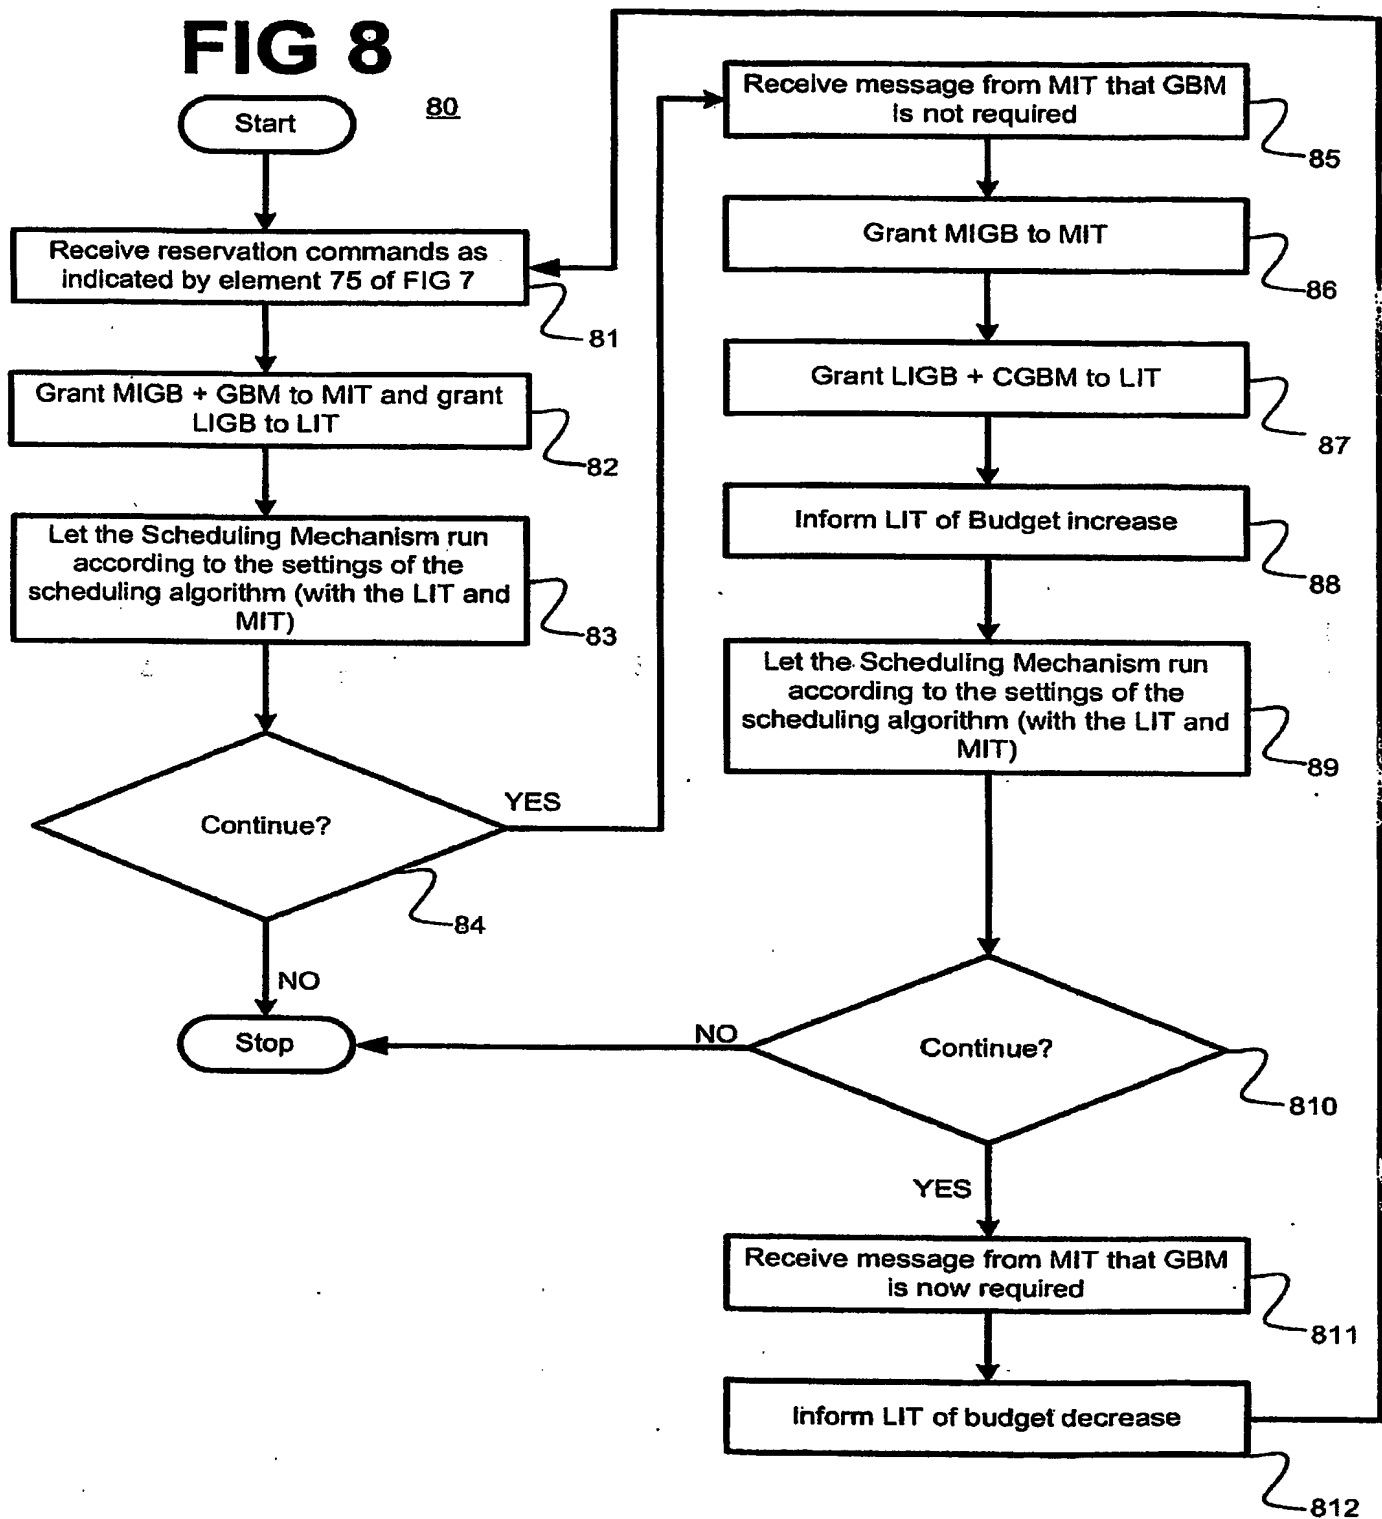 FIG 8
80
Start
Receive reservation commands as
indicated by element 75 of FIG 7
81
Grant MIGB + GBM to MIT and grant
LIGB to LIT
82
Let the Scheduling Mechanism run
according to the settings of the
scheduling algorithm (with the LIT and
MIT)
83
Continue?
YES
84
NO
Stop
Receive message from MIT that GBM
is not required
85
Grant MIGB to MIT
86
Grant LIGB + CGBM to LIT
87
Inform LIT of Budget increase
88
Let the Scheduling Mechanism run
according to the settings of the
scheduling algorithm (with the LIT and
MIT)
89
Continue?
NO
810
YES
Receive message from MIT that GBM
is now required
811
Inform LIT of budget decrease
812